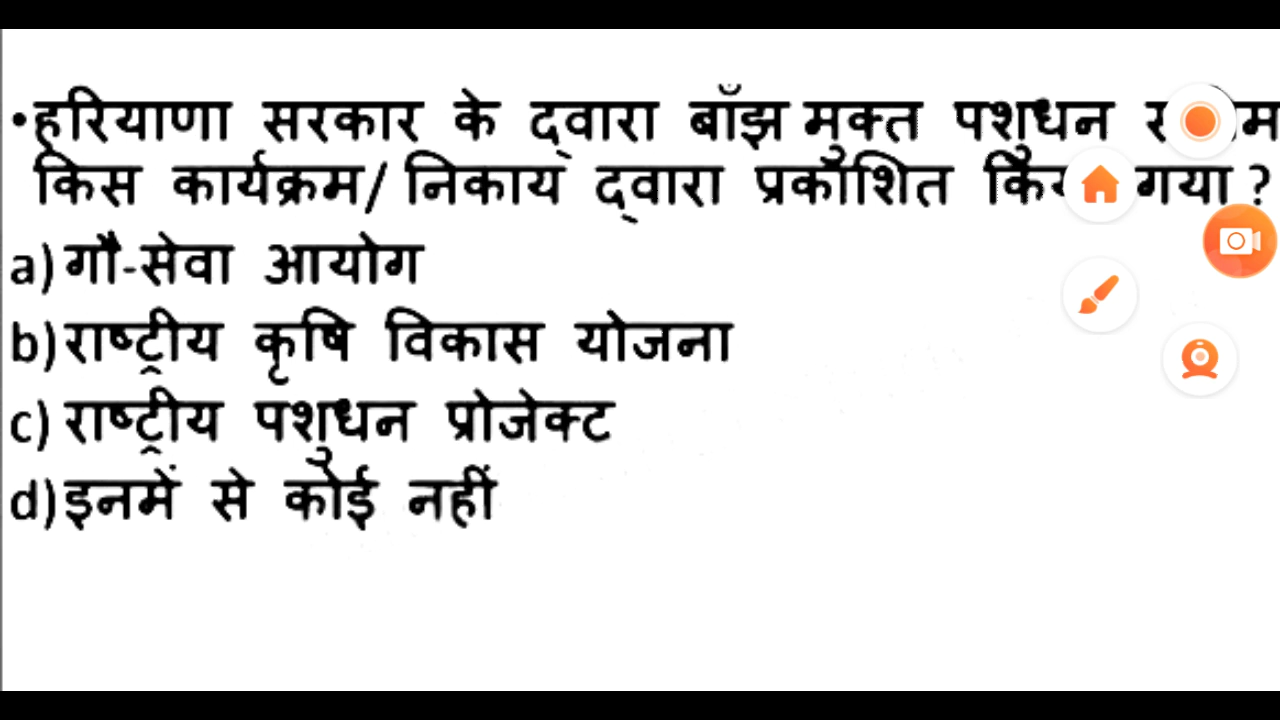 •हरियाणा सरकार के द्वारा बाँझ मुक्त पशुधन
किस कार्यक्रम/ निकाय द्वारा प्रकाशित गया ?
a) गौ-सेवा आयोग
b) राष्ट्रीय कृषि विकास योजना
c) राष्ट्रीय पशुधन प्रोजेक्ट
d) इनमें से कोई नहीं